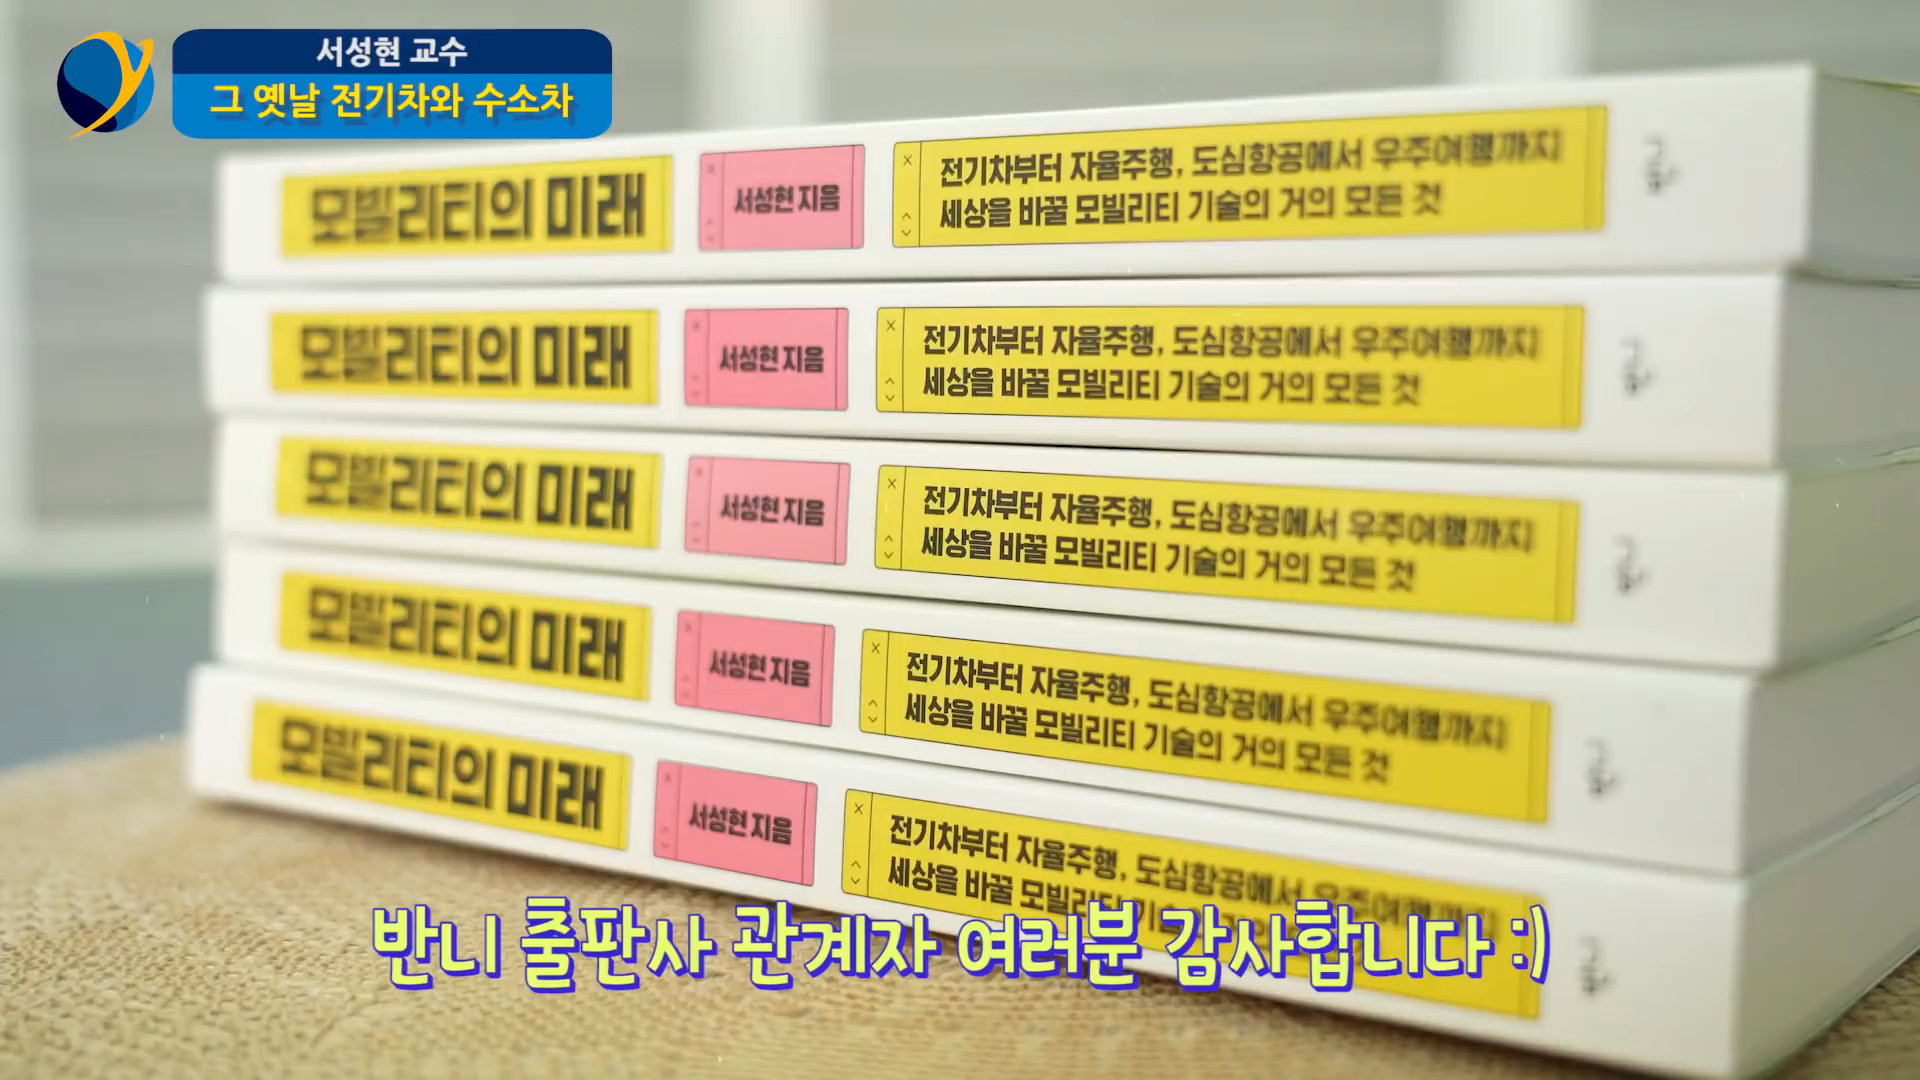 서성현 교수
그 옛날 전기차와 수소차
모빌리티의 미래
서성현 지음
전기차부터 자율주행, 도심항공에서 우주여행까지
세상을 바꿀 모빌리티 기술의 거의 모든 것
모빌리티의 미래
서성현 지음
전기차부터 자율주행, 도심항공에서 우주여행까지
세상을 바꿀 모빌리티 기술의 거의 모든 것
모빌리티의 미래
서성현 지음
전기차부터 자율주행, 도심항공에서 우주여행까지
세상을 바꿀 모빌리티 기술의 거의 모든 것
모빌리티의 미래
서성현 지음
전기차부터 자율주행, 도심항공에서 우주여행까지
세상을 바꿀 모빌리티 기술의 거의 모든 것
모빌리티의 미래
서성현 지음
전기차부터 자율주행, 도심항공에서 우주여행까지
세상을 바꿀 모빌리티 기술의
반니 출판사 관계자 여러분 감사합니다 :)